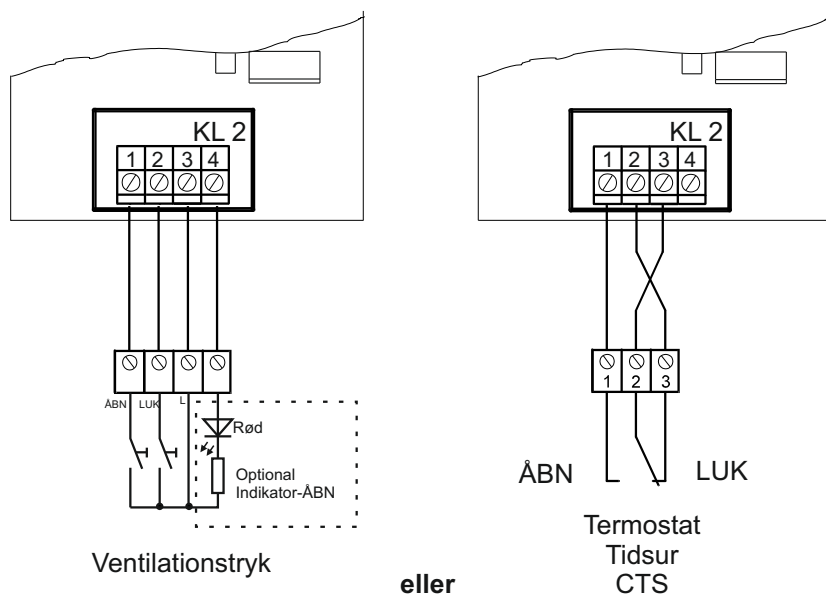 KL 2
1 2 3 4
ÅBN LUK L
Rød
Optional
Indikator-ÅBN
Ventilationstryk
eller
KL 2
1 2 3 4
1 2 3
ÅBN LUK
Termostat
Tidsur
CTS